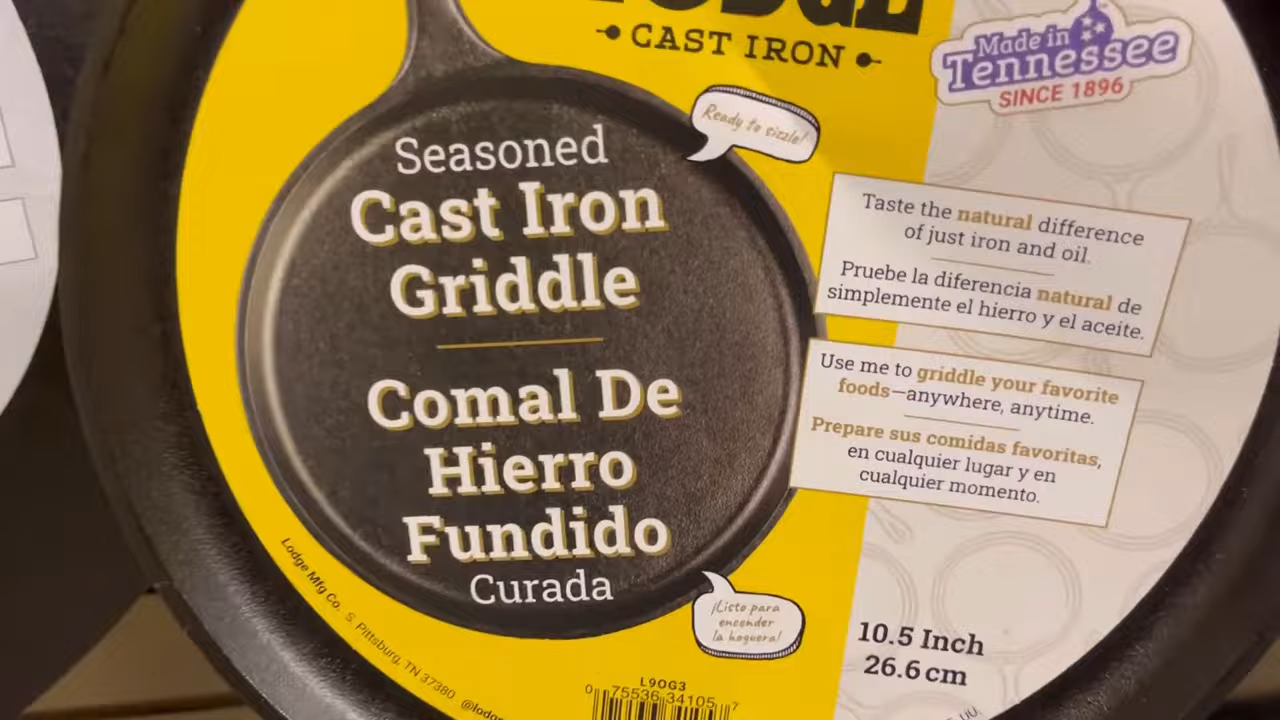 CAST IRON
Made in
Tennessee
SINCE 1896
Ready to sizzle!
Seasoned
Cast Iron
Griddle
Comal De
Hierro
Fundido
Curada
Taste the natural difference
of just iron and oil.
Pruebe la diferencia natural de
simplemente el hierro y el aceite.
Use me to griddle your favorite
foods—anywhere, anytime.
Prepare sus comidas favoritas,
en cualquier lugar y en
cualquier momento.
¡Listo para
encender
la hoguera!
10.5 Inch
26.6 cm
Lodge Mfg Co. S. Pittsburg, TN 37380
L9OG3
0 75536 34105 7